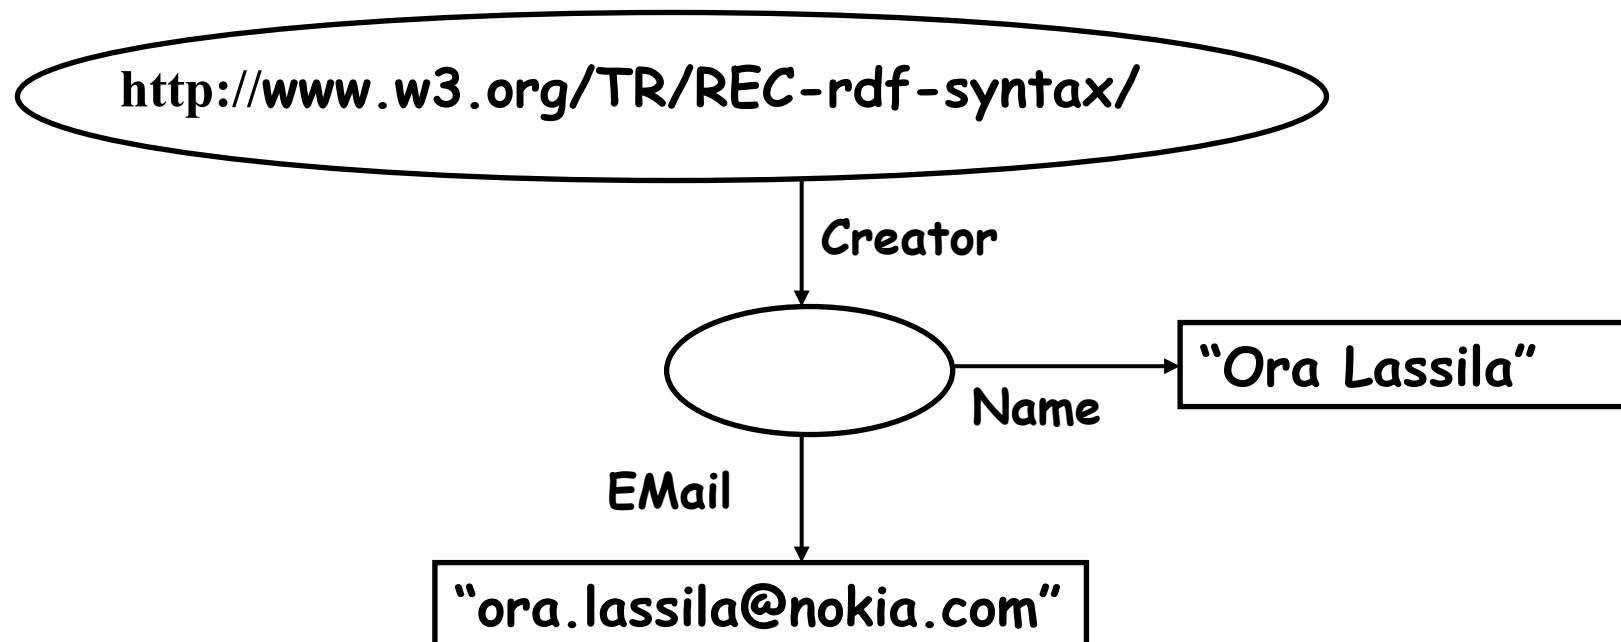 http://www.w3.org/TR/REC-rdf-syntax/
Creator
“Ora Lassila”
Name
EMail
“ora.lassila@nokia.com”